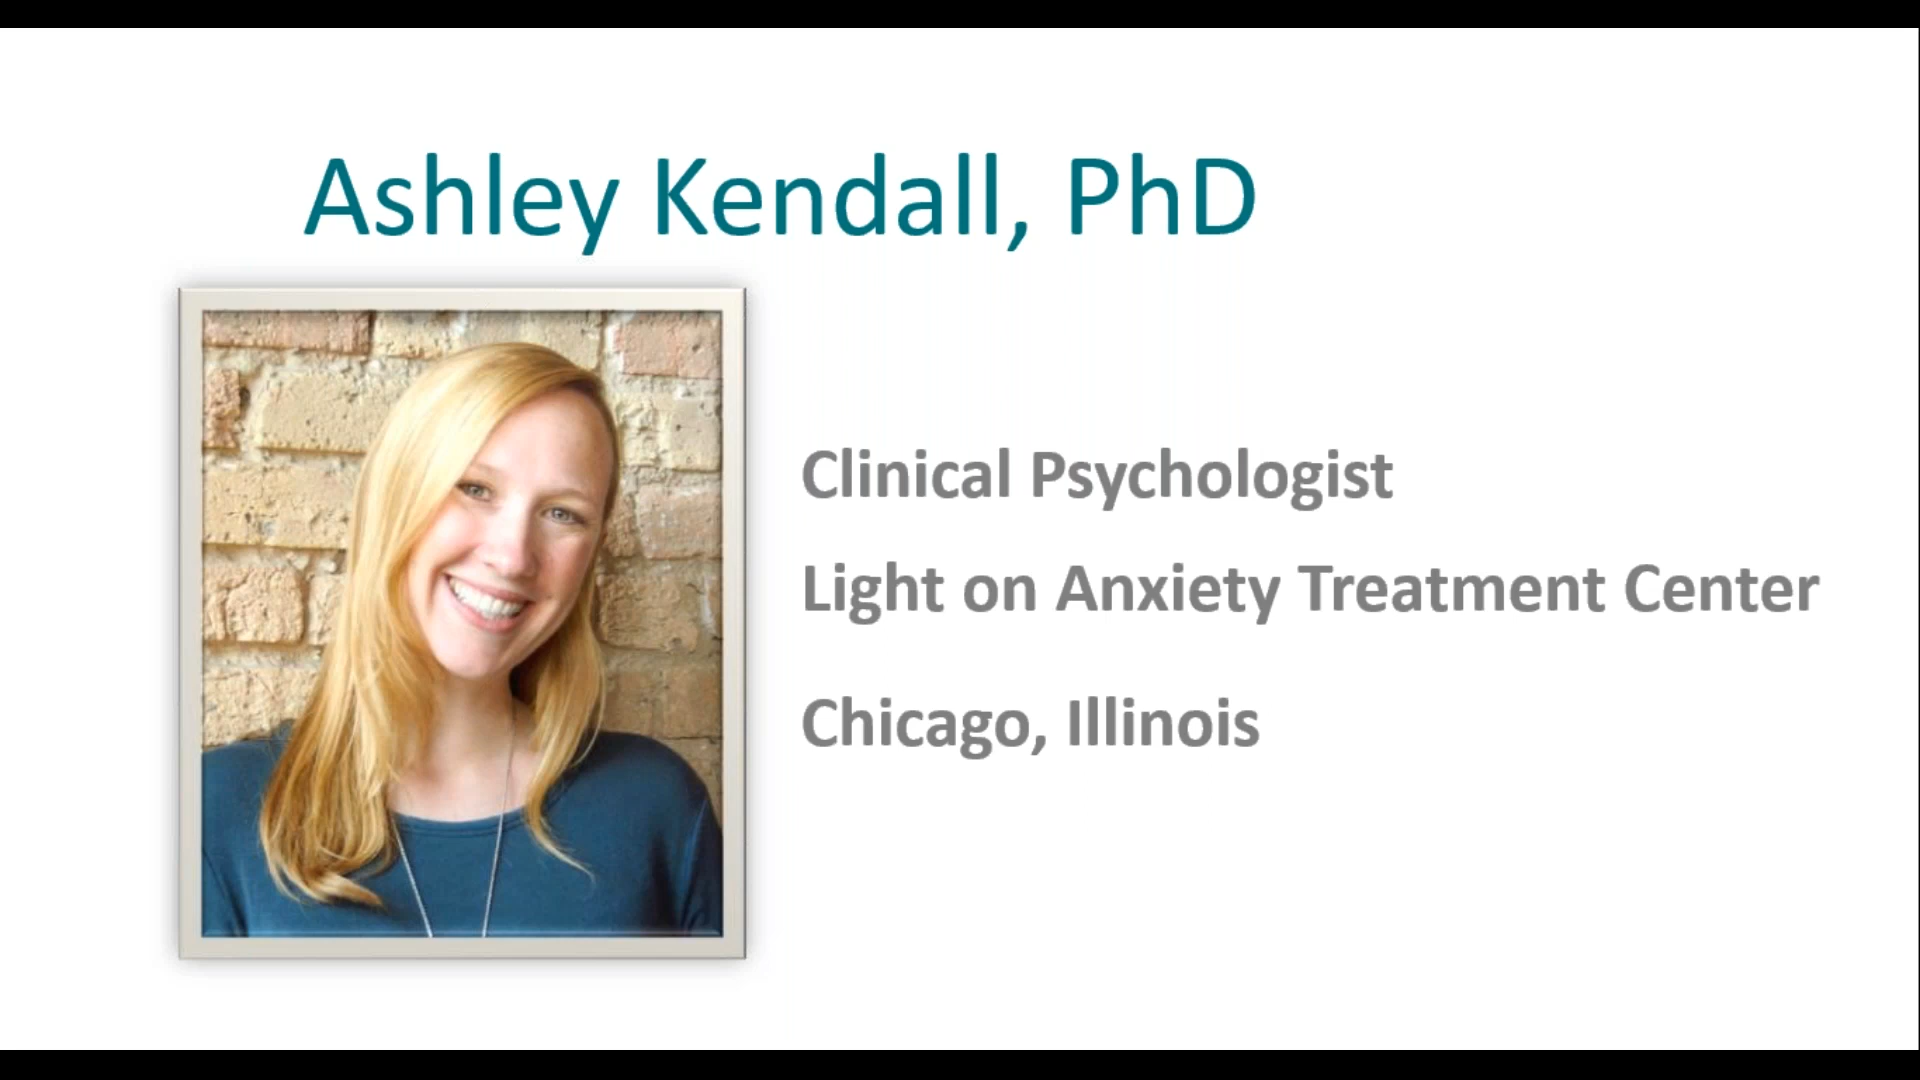 Ashley Kendall, PhD
Clinical Psychologist
Light on Anxiety Treatment Center
Chicago, Illinois